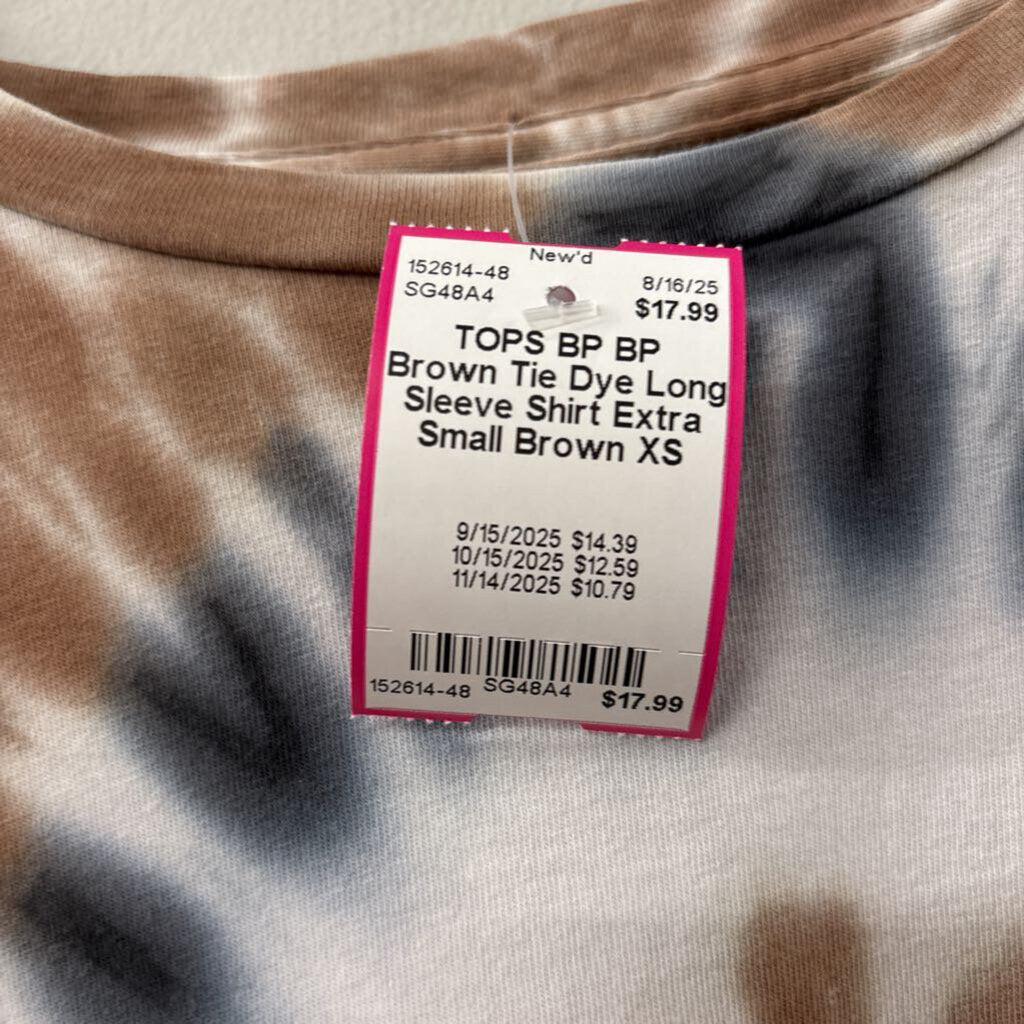 New'd
152614-48
8/16/25
SG48A4
$17.99
TOPS BP BP
Brown Tie Dye Long
Sleeve Shirt Extra
Small Brown XS
9/15/2025 $14.39
10/15/2025 $12.59
11/14/2025 $10.79
152614-48 SG48A4 $17.99